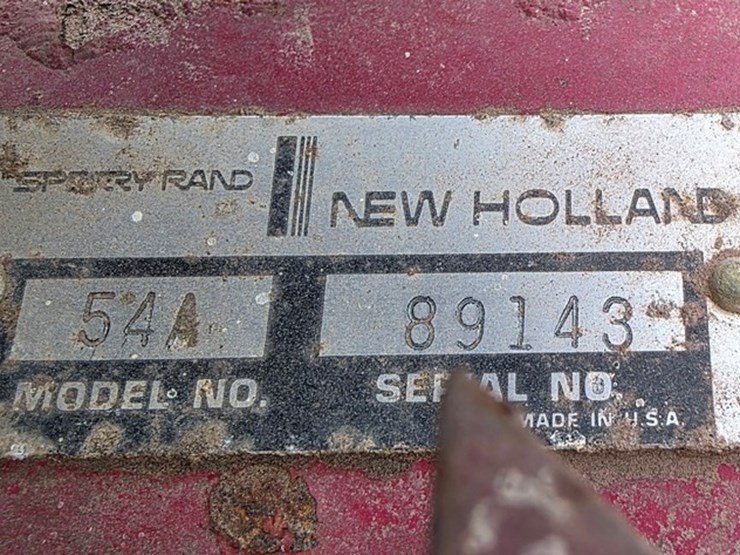 SPERRY RAND
NEW HOLLAND
54A 89143
MODEL NO. SERIAL NO.
MADE IN U.S.A.